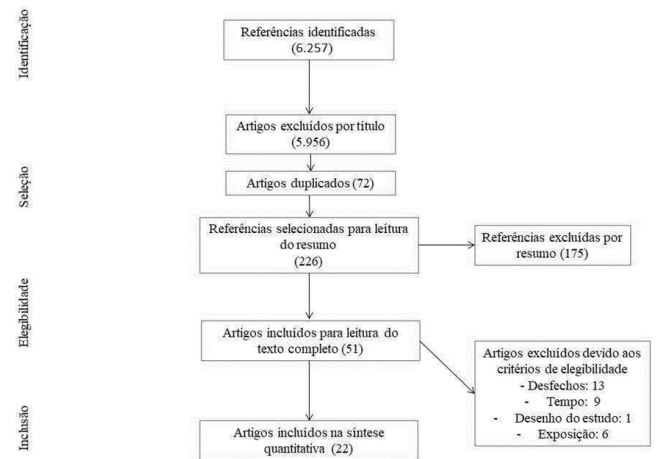 Identificação
Referências identificadas
(6.257)
Artigos excluídos por título
(5.956)
Seleção
Artigos duplicados (72)
Referências selecionadas para leitura
do resumo
(226)
Referências excluídas por
resumo (175)
Elegibilidade
Artigos incluídos para leitura do
texto completo (51)
Artigos excluídos devido aos
critérios de elegibilidade
- Desfechos: 13
- Tempo: 9
- Desenho do estudo: 1
- Exposição: 6
Inclusão
Artigos incluídos na síntese
quantitativa (22)